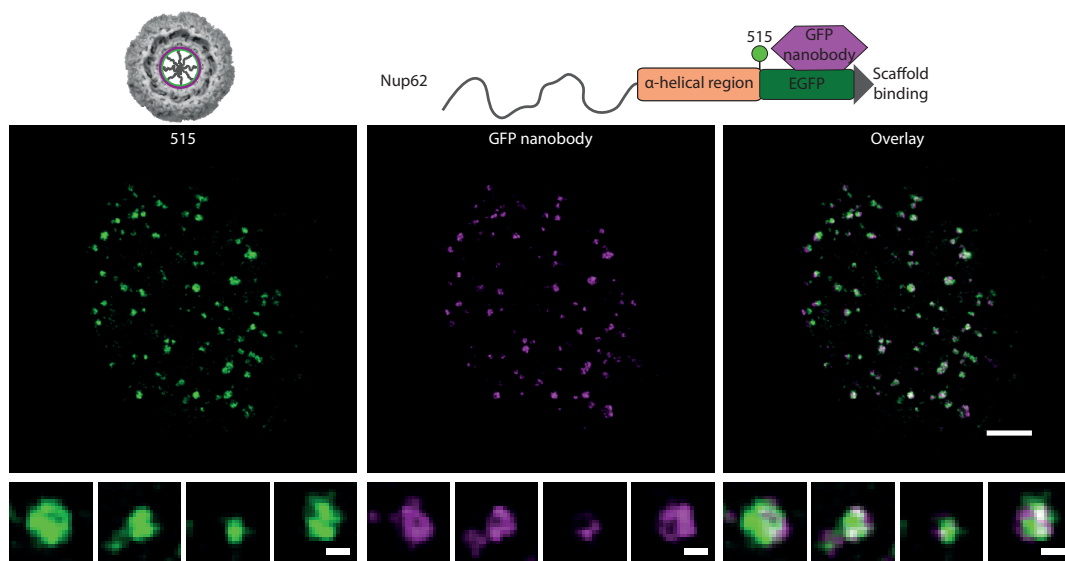 515
GFP
nanobody
Nup62
α-helical region
EGFP
Scaffold
binding
515
GFP nanobody
Overlay